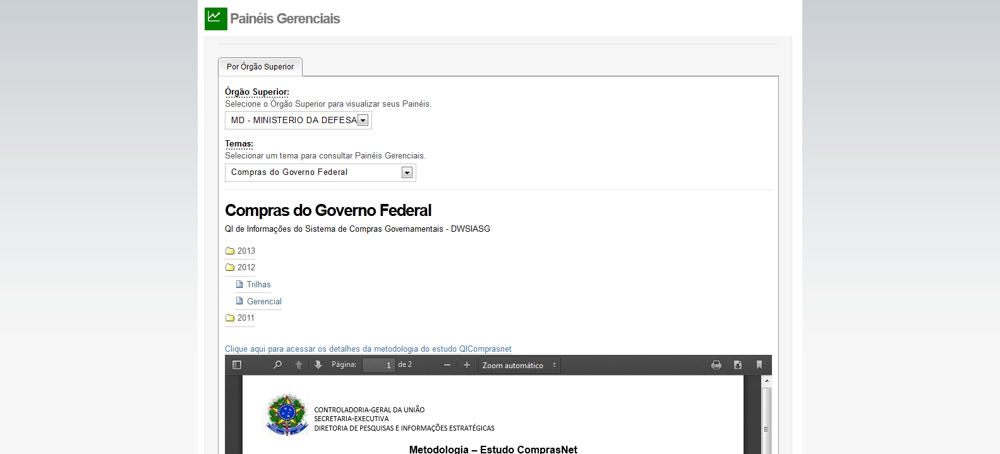 Painéis Gerenciais
Por Órgão Superior
Órgão Superior:
Selecione o Órgão Superior para visualizar seus Painéis.
MD - MINISTERIO DA DEFESA
Temas:
Selecionar um tema para consultar Painéis Gerenciais.
Compras do Governo Federal
Compras do Governo Federal
QI de Informações do Sistema de Compras Governamentais - DWSIASG
2013
2012
Trilhas
Gerencial
2011
Clique aqui para acessar os detalhes da metodologia do estudo QIComprasnet
Página: 1 de 2 Zoom automático
CONTROLADORIA-GERAL DA UNIÃO
SECRETARIA-EXECUTIVA
DIRETORIA DE PESQUISAS E INFORMAÇÕES ESTRATÉGICAS
Metodologia – Estudo ComprasNet